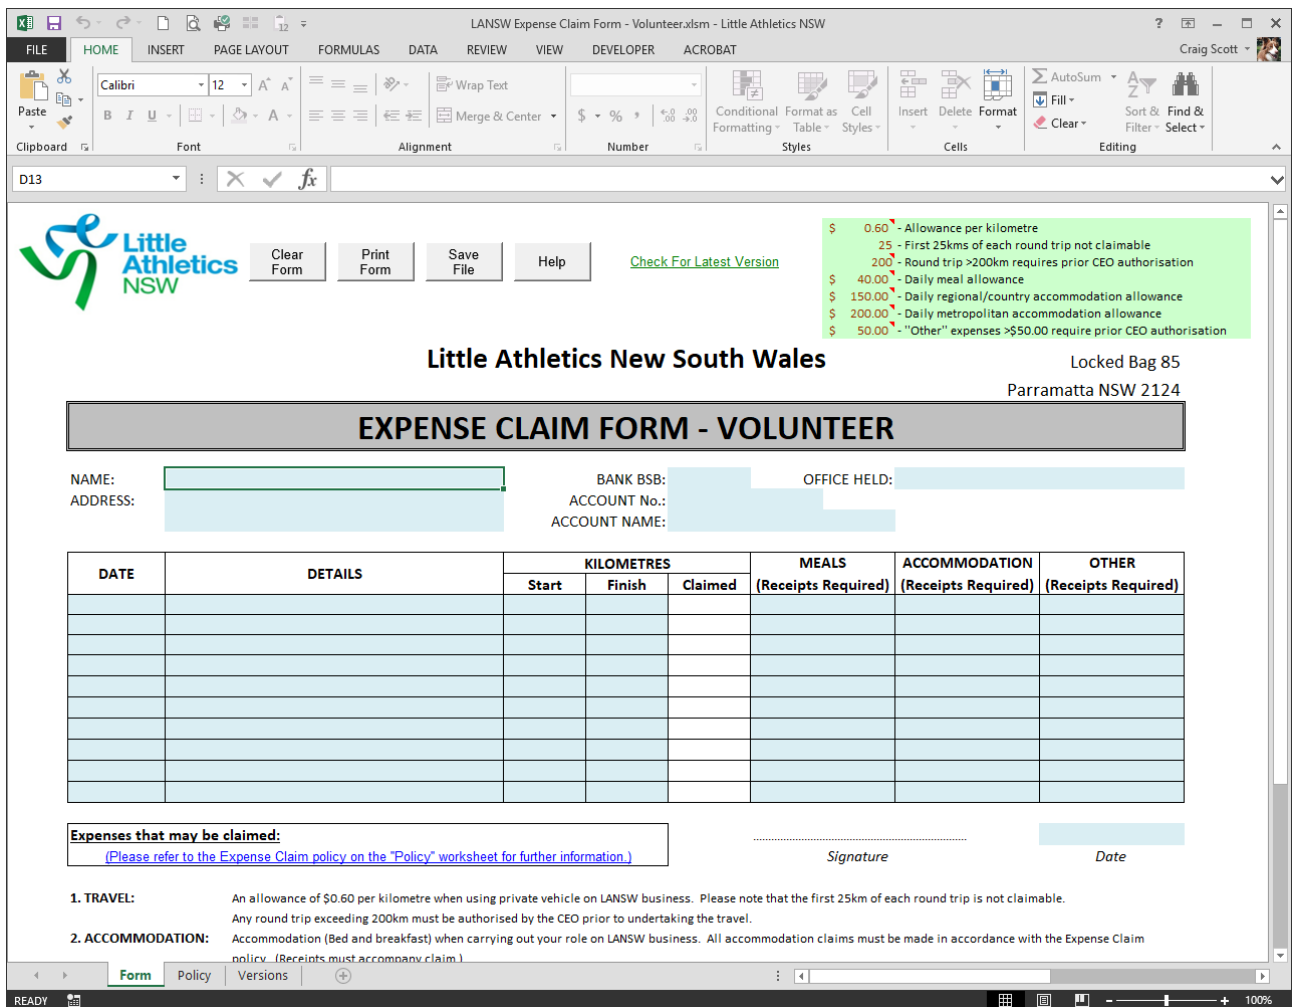 LANSW Expense Claim Form - Volunteer.xlsm - Little Athletics NSW
FILE HOME INSERT PAGE LAYOUT FORMULAS DATA REVIEW VIEW DEVELOPER ACROBAT Craig Scott
Paste
Calibri 12
Wrap Text
Merge & Center
Conditional Formatting
Format as Table
Cell Styles
Insert Delete Format
AutoSum
Fill
Clear
Sort & Filter
Find & Select
Clipboard Font Alignment Number Styles Cells Editing
D13 fx
Little Athletics NSW
Clear Form
Print Form
Save File
Help
Check For Latest Version
$ 0.60 - Allowance per kilometre
25 - First 25kms of each round trip not claimable
200 - Round trip >200km requires prior CEO authorisation
$ 40.00 - Daily meal allowance
$ 150.00 - Daily regional/country accommodation allowance
$ 200.00 - Daily metropolitan accommodation allowance
$ 50.00 - "Other" expenses >$50.00 require prior CEO authorisation
Little Athletics New South Wales
Locked Bag 85
Parramatta NSW 2124
EXPENSE CLAIM FORM - VOLUNTEER
NAME: BANK BSB: OFFICE HELD:
ADDRESS: ACCOUNT No.:
ACCOUNT NAME:
DATE DETAILS KILOMETRES MEALS ACCOMMODATION OTHER
Start Finish Claimed (Receipts Required) (Receipts Required) (Receipts Required)
Expenses that may be claimed:
(Please refer to the Expense Claim policy on the "Policy" worksheet for further information.)
Signature Date
1. TRAVEL: An allowance of $0.60 per kilometre when using private vehicle on LANSW business. Please note that the first 25km of each round trip is not claimable.
Any round trip exceeding 200km must be authorised by the CEO prior to undertaking the travel.
2. ACCOMMODATION: Accommodation (Bed and breakfast) when carrying out your role on LANSW business. All accommodation claims must be made in accordance with the Expense Claim
policy. (Receipts must accompany claim.)
Form Policy Versions
READY 100%